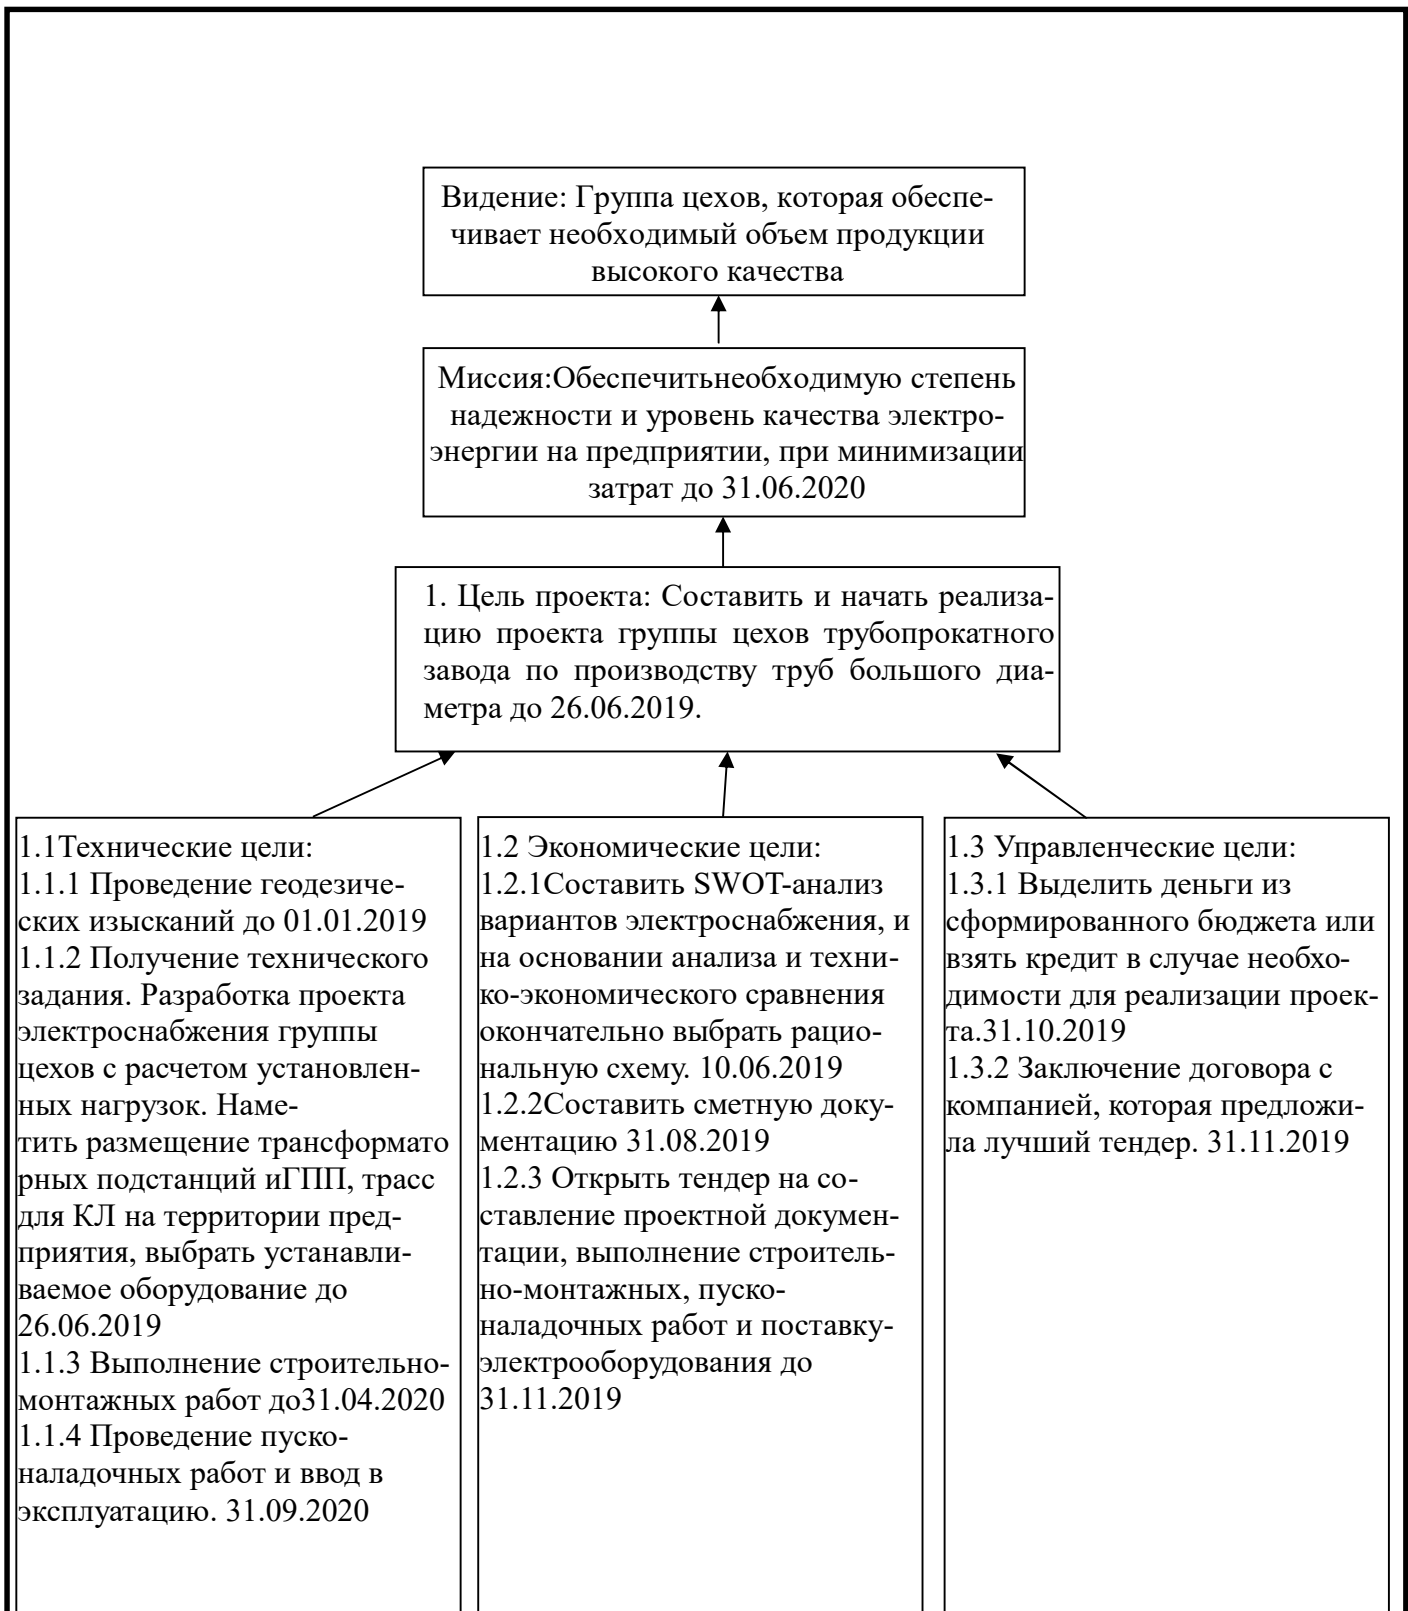 Видение: Группа цехов, которая обеспе-
чивает необходимый объем продукции
высокого качества
Миссия:Обеспечитьнеобходимую степень
надежности и уровень качества электро-
энергии на предприятии, при минимизации
затрат до 31.06.2020
1. Цель проекта: Составить и начать реализа-
цию проекта группы цехов трубопрокатного
завода по производству труб большого диа-
метра до 26.06.2019.
1.1Технические цели:
1.1.1 Проведение геодезиче-
ских изысканий до 01.01.2019
1.1.2 Получение технического
задания. Разработка проекта
электроснабжения группы
цехов с расчетом установлен-
ных нагрузок. Наме-
тить размещение трансформато
рных подстанций иГПП, трасс
для КЛ на территории пред-
приятия, выбрать устанавли-
ваемое оборудование до
26.06.2019
1.1.3 Выполнение строительно-
монтажных работ до31.04.2020
1.1.4 Проведение пуско-
наладочных работ и ввод в
эксплуатацию. 31.09.2020
1.2 Экономические цели:
1.2.1Составить SWOT-анализ
вариантов электроснабжения, и
на основании анализа и техни-
ко-экономического сравнения
окончательно выбрать рацио-
нальную схему. 10.06.2019
1.2.2Составить сметную доку-
ментацию 31.08.2019
1.2.3 Открыть тендер на со-
ставление проектной докумен-
тации, выполнение строитель-
но-монтажных, пуско-
наладочных работ и поставку-
электрооборудования до
31.11.2019
1.3 Управленческие цели:
1.3.1 Выделить деньги из
сформированного бюджета или
взять кредит в случае необхо-
димости для реализации проек-
та.31.10.2019
1.3.2 Заключение договора с
компанией, которая предложи-
ла лучший тендер. 31.11.2019